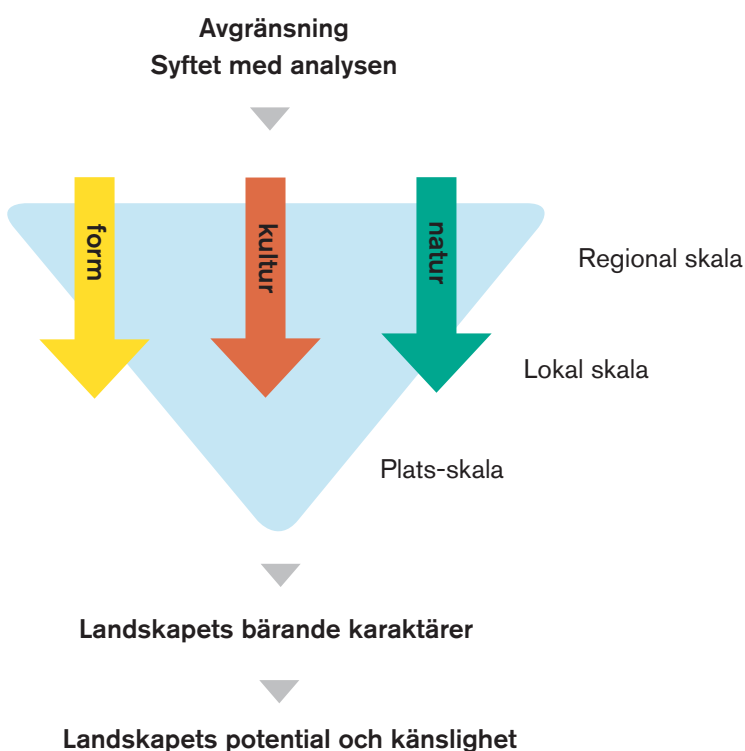 Avgränsning
Syftet med analysen
form
kultur
natur
Regional skala
Lokal skala
Plats-skala
Landskapets bärande karaktärer
Landskapets potential och känslighet